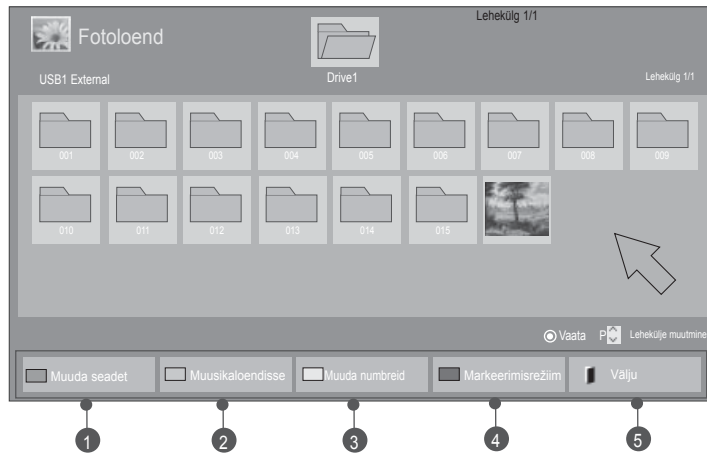 Lehekülg 1/1
Fotoloend
USB1 External
Drive1
Lehekülg 1/1
001 002 003 004 005 006 007 008 009
010 011 012 013 014 015
Vaata P Lehekülje muutmine
Muuda seadet Muusikaloendisse Muuda numbreid Markeerimisrežiim Välju
1 2 3 4 5